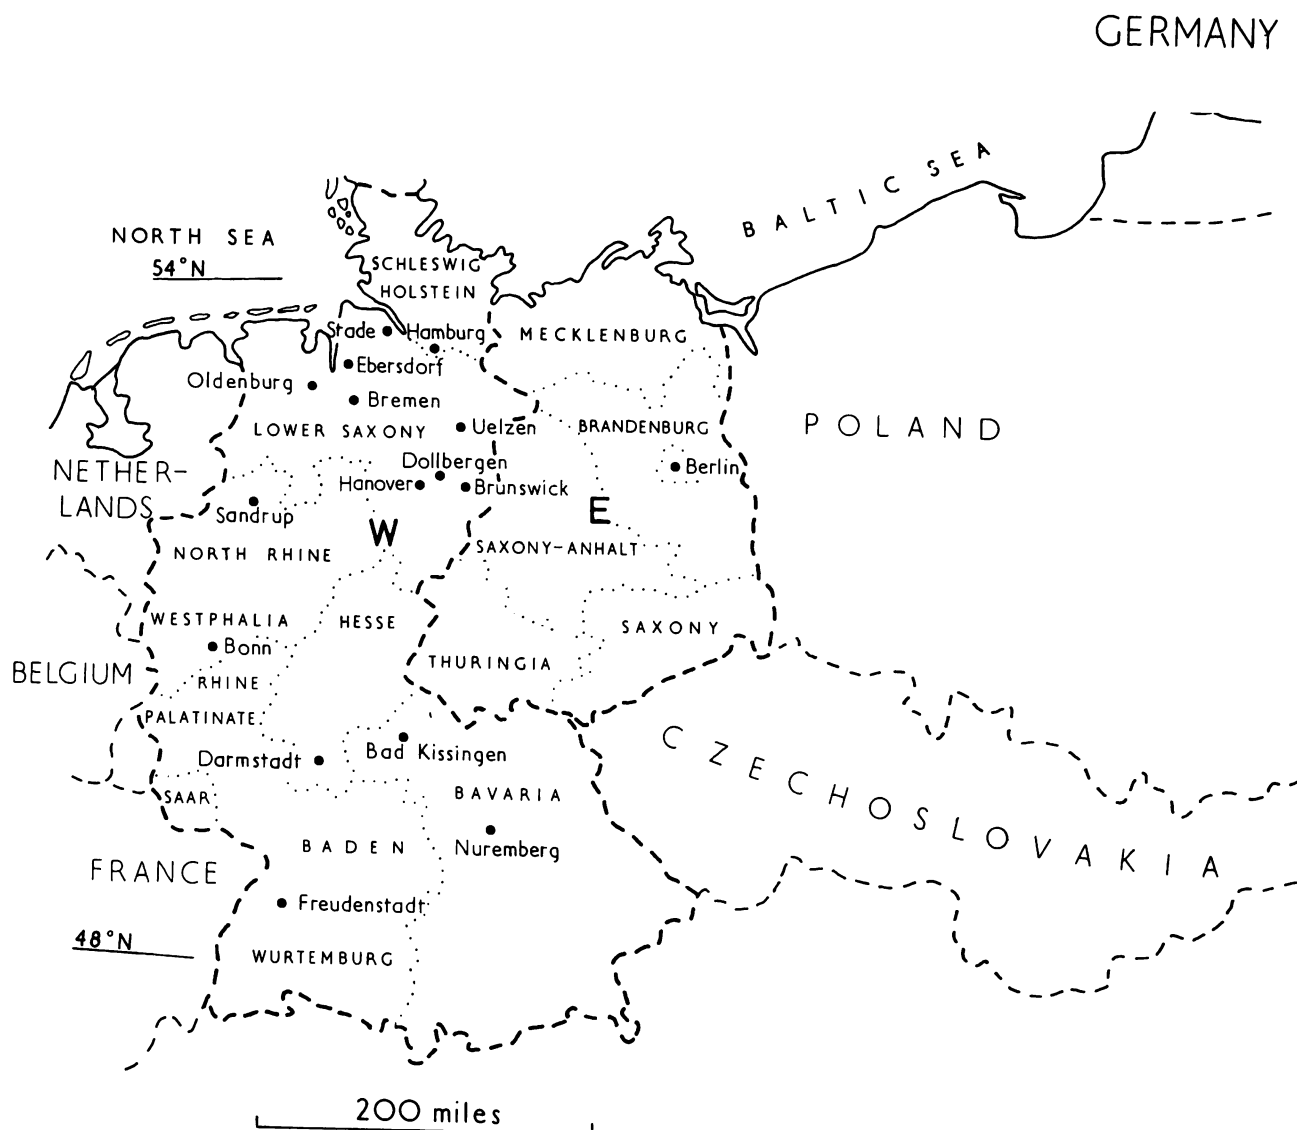 GERMANY
BALTIC SEA
NORTH SEA
54°N
SCHLESWIG
HOLSTEIN
Stade
Hamburg
MECKLENBURG
Ebersdorf
Oldenburg
Bremen
POLAND
LOWER SAXONY
Uelzen
BRANDENBURG
NETHER-
LANDS
Dollbergen
Berlin
Hanover
Brunswick
Sandrup
W
E
NORTH RHINE
SAXONY-ANHALT
WESTPHALIA
HESSE
SAXONY
Bonn
THURINGIA
BELGIUM
RHINE
PALATINATE
CZECHOSLOVAKIA
Darmstadt
Bad Kissingen
SAAR
BAVARIA
BADEN
Nuremberg
FRANCE
Freudenstadt
48°N
WURTEMBURG
200 miles